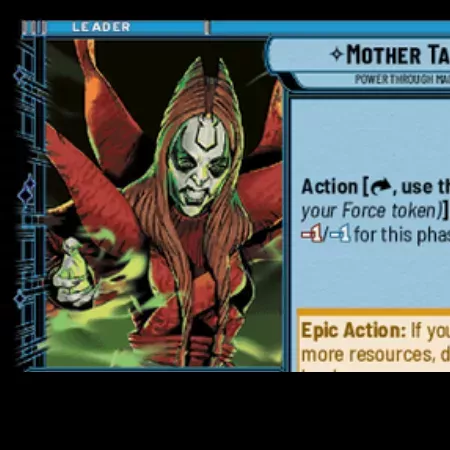 LEADER
MOTHER TA
POWER THROUGH MA
Action [, use th
your Force token)]
-1/-1 for this phas
Epic Action: If you
more resources, d